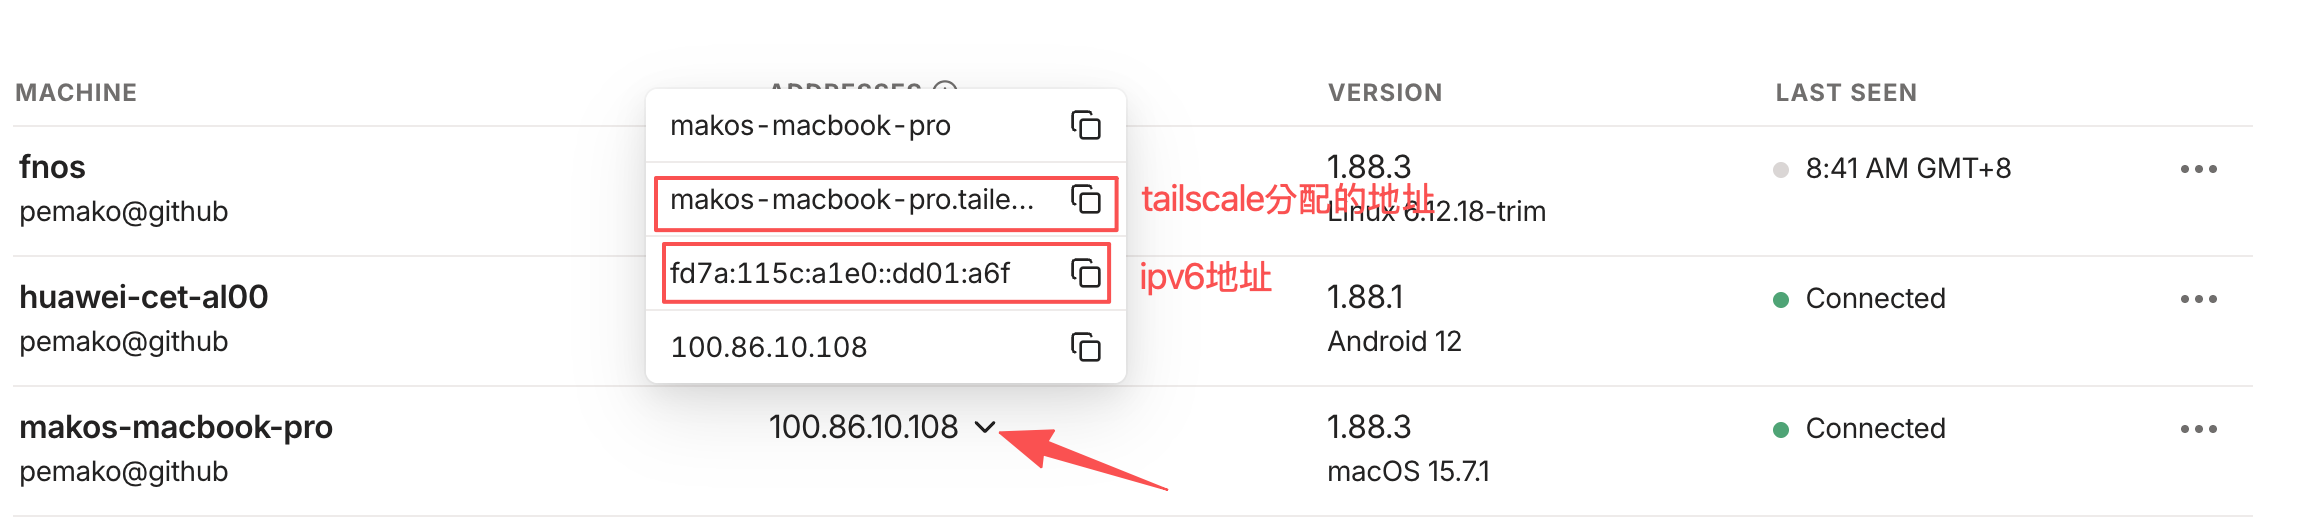 MACHINE
ADDRESSES
VERSION
LAST SEEN
makos-macbook-pro
makos-macbook-pro.taile...
fd7a:115c:a1e0::dd01:a6f
100.86.10.108
tailscale分配的地址
ipv6地址
fnos
pemako@github
1.88.3
Linux 6.12.18-trim
8:41 AM GMT+8
huawei-cet-al00
pemako@github
1.88.1
Android 12
Connected
makos-macbook-pro
pemako@github
100.86.10.108
1.88.3
macOS 15.7.1
Connected